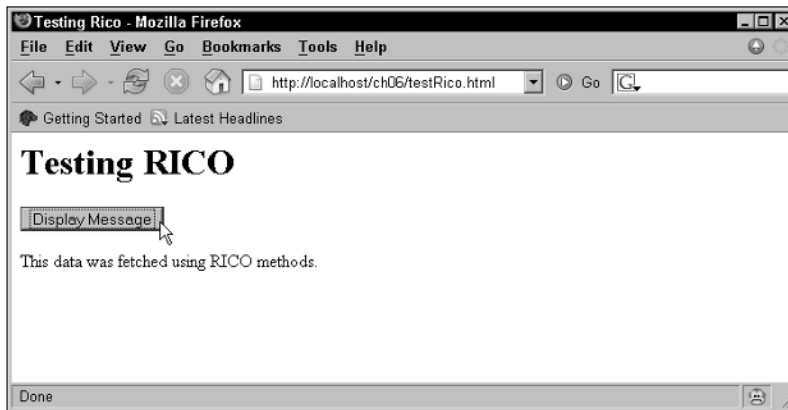 Testing Rico - Mozilla Firefox
File Edit View Go Bookmarks Tools Help
http://localhost/ch06/testRico.html Go G
Getting Started Latest Headlines
Testing RICO
Display Message
This data was fetched using RICO methods.
Done